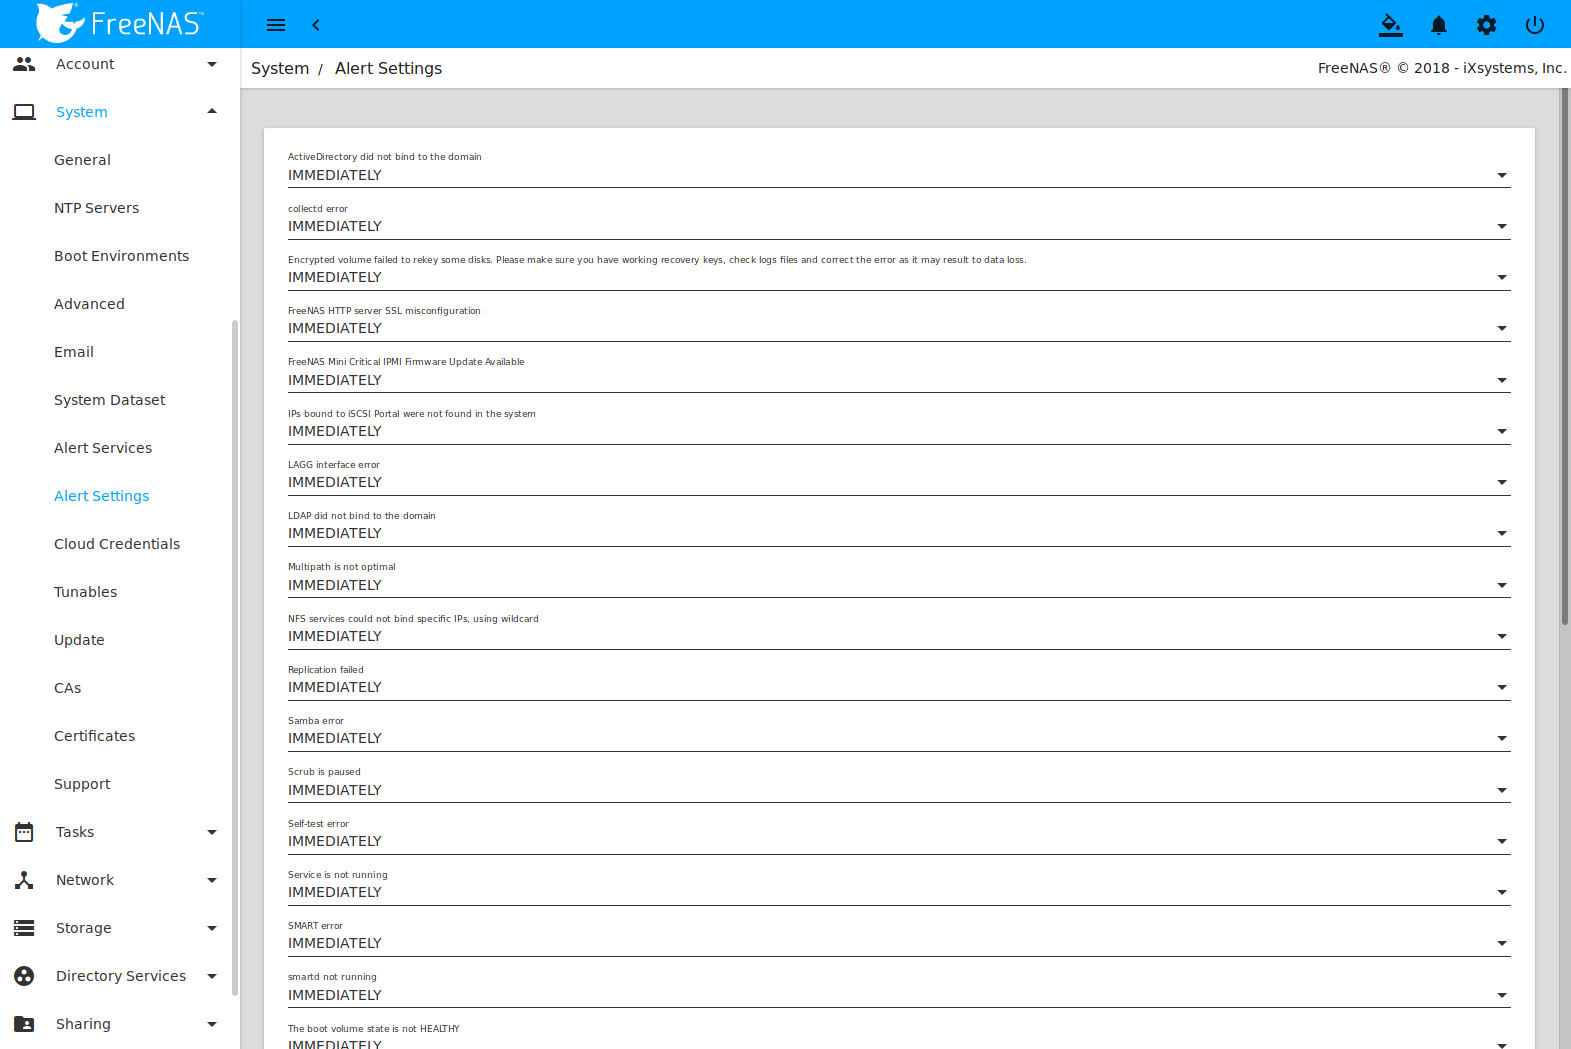 FreeNAS™
Account
System
General
NTP Servers
Boot Environments
Advanced
Email
System Dataset
Alert Services
Alert Settings
Cloud Credentials
Tunables
Update
CAs
Certificates
Support
Tasks
Network
Storage
Directory Services
Sharing
System / Alert Settings
FreeNAS® © 2018 - iXsystems, Inc.
ActiveDirectory did not bind to the domain
IMMEDIATELY
collectd error
IMMEDIATELY
Encrypted volume failed to rekey some disks. Please make sure you have working recovery keys, check logs files and correct the error as it may result to data loss.
IMMEDIATELY
FreeNAS HTTP server SSL misconfiguration
IMMEDIATELY
FreeNAS Mini Critical IPMI Firmware Update Available
IMMEDIATELY
IPs bound to iSCSI Portal were not found in the system
IMMEDIATELY
LAGG interface error
IMMEDIATELY
LDAP did not bind to the domain
IMMEDIATELY
Multipath is not optimal
IMMEDIATELY
NFS services could not bind specific IPs, using wildcard
IMMEDIATELY
Replication failed
IMMEDIATELY
Samba error
IMMEDIATELY
Scrub is paused
IMMEDIATELY
Self-test error
IMMEDIATELY
Service is not running
IMMEDIATELY
SMART error
IMMEDIATELY
smartd not running
IMMEDIATELY
The boot volume state is not HEALTHY
IMMEDIATELY